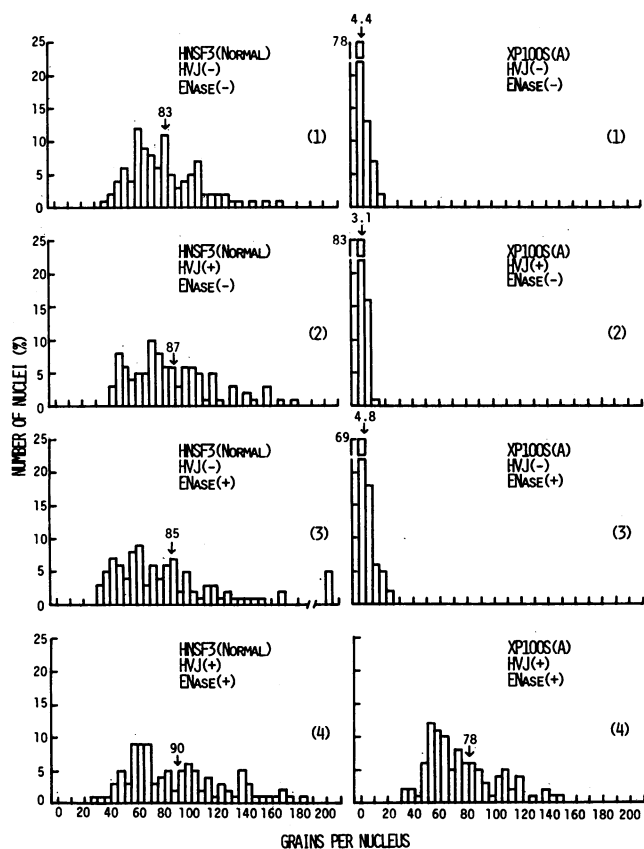 NUMBER OF NUCLEI (%)
HNSF3(NORMAL)
HVJ(-)
ENASE(-)
(1)
83
25
20
15
10
5
0
XP10OS(A)
HVJ(-)
ENASE(-)
(1)
4.4
78
HNSF3(NORMAL)
HVJ(+)
ENASE(-)
(2)
87
25
20
15
10
5
0
XP10OS(A)
HVJ(+)
ENASE(-)
(2)
3.1
83
HNSF3(NORMAL)
HVJ(-)
ENASE(+)
(3)
85
25
20
15
10
5
0
XP10OS(A)
HVJ(-)
ENASE(+)
(3)
4.8
69
HNSF3(NORMAL)
HVJ(+)
ENASE(+)
(4)
90
25
20
15
10
5
0
XP10OS(A)
HVJ(+)
ENASE(+)
(4)
78
0 20 40 60 80 100 120 140 160 180 200
0 20 40 60 80 100 120 140 160 180 200
GRAINS PER NUCLEUS